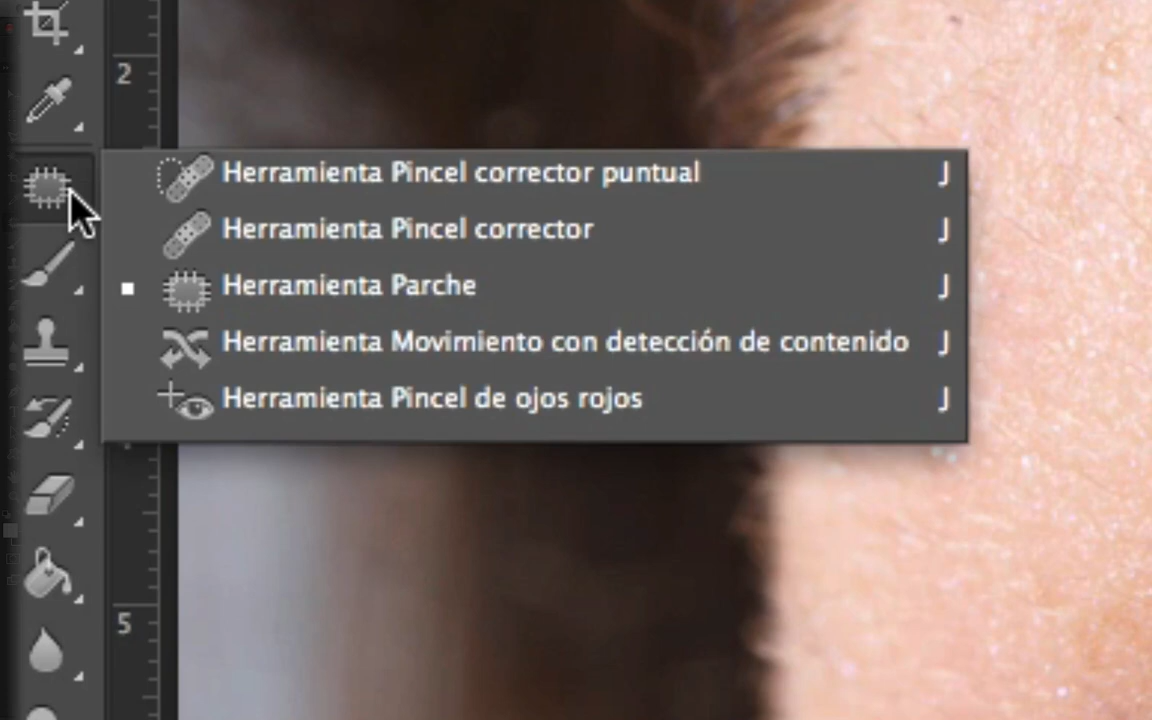 2
Herramienta Pincel corrector puntual J
Herramienta Pincel corrector J
Herramienta Parche J
Herramienta Movimiento con detección de contenido J
Herramienta Pincel de ojos rojos J
5